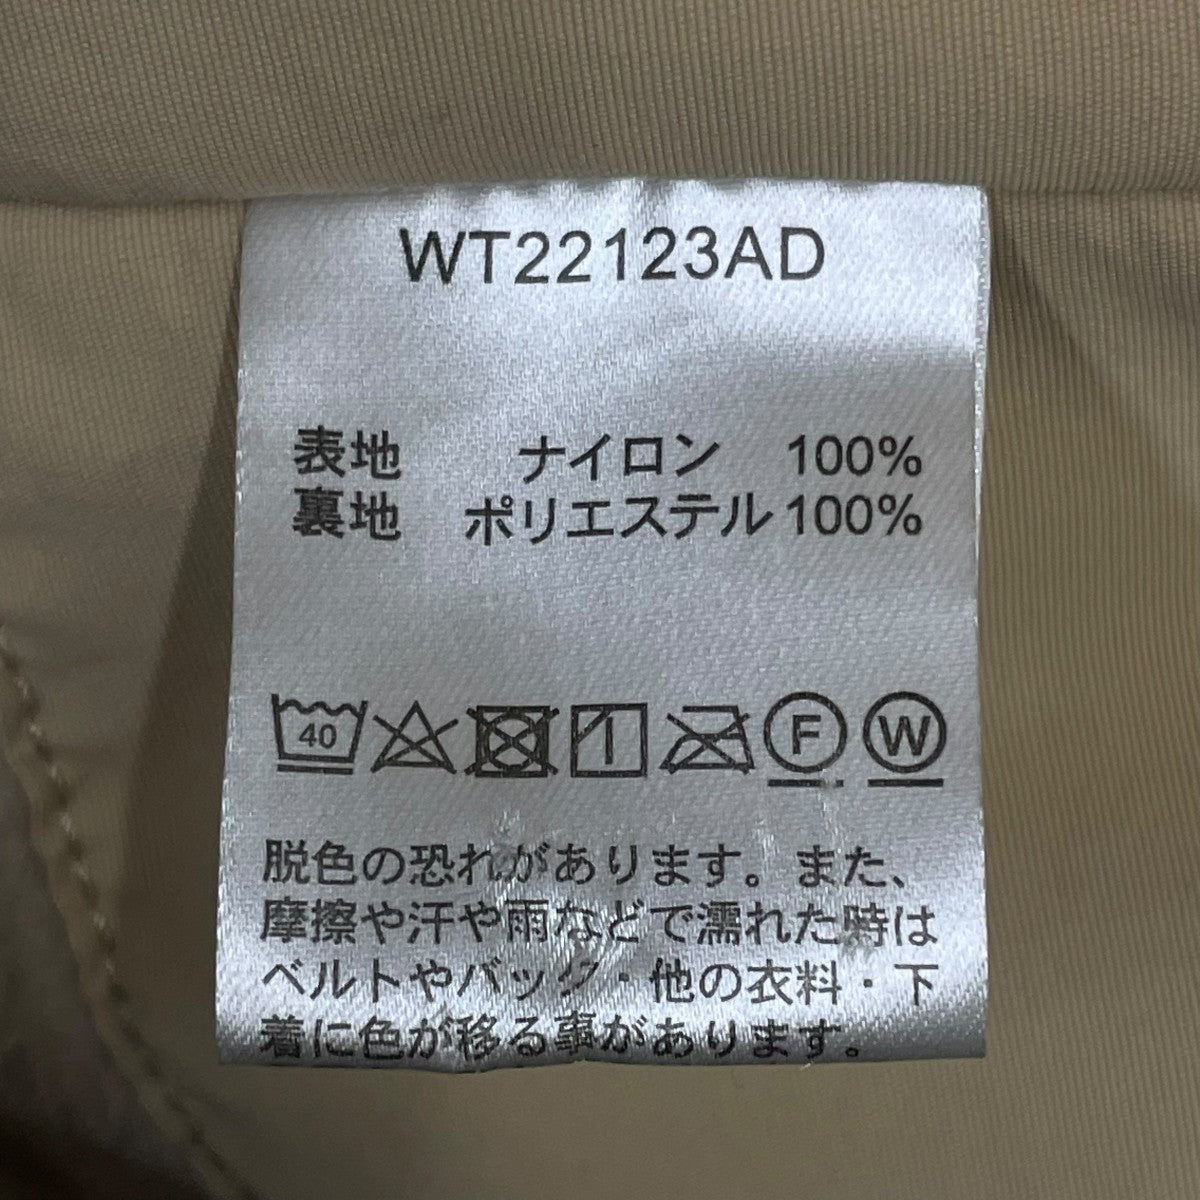 WT22123AD
表地 ナイロン 100%
裏地 ポリエステル 100%
40 F W
脱色の恐れがあります。また、
摩擦や汗や雨などで濡れた時は
ベルトやバッグ・他の衣料・下
着に色が移る事があります。